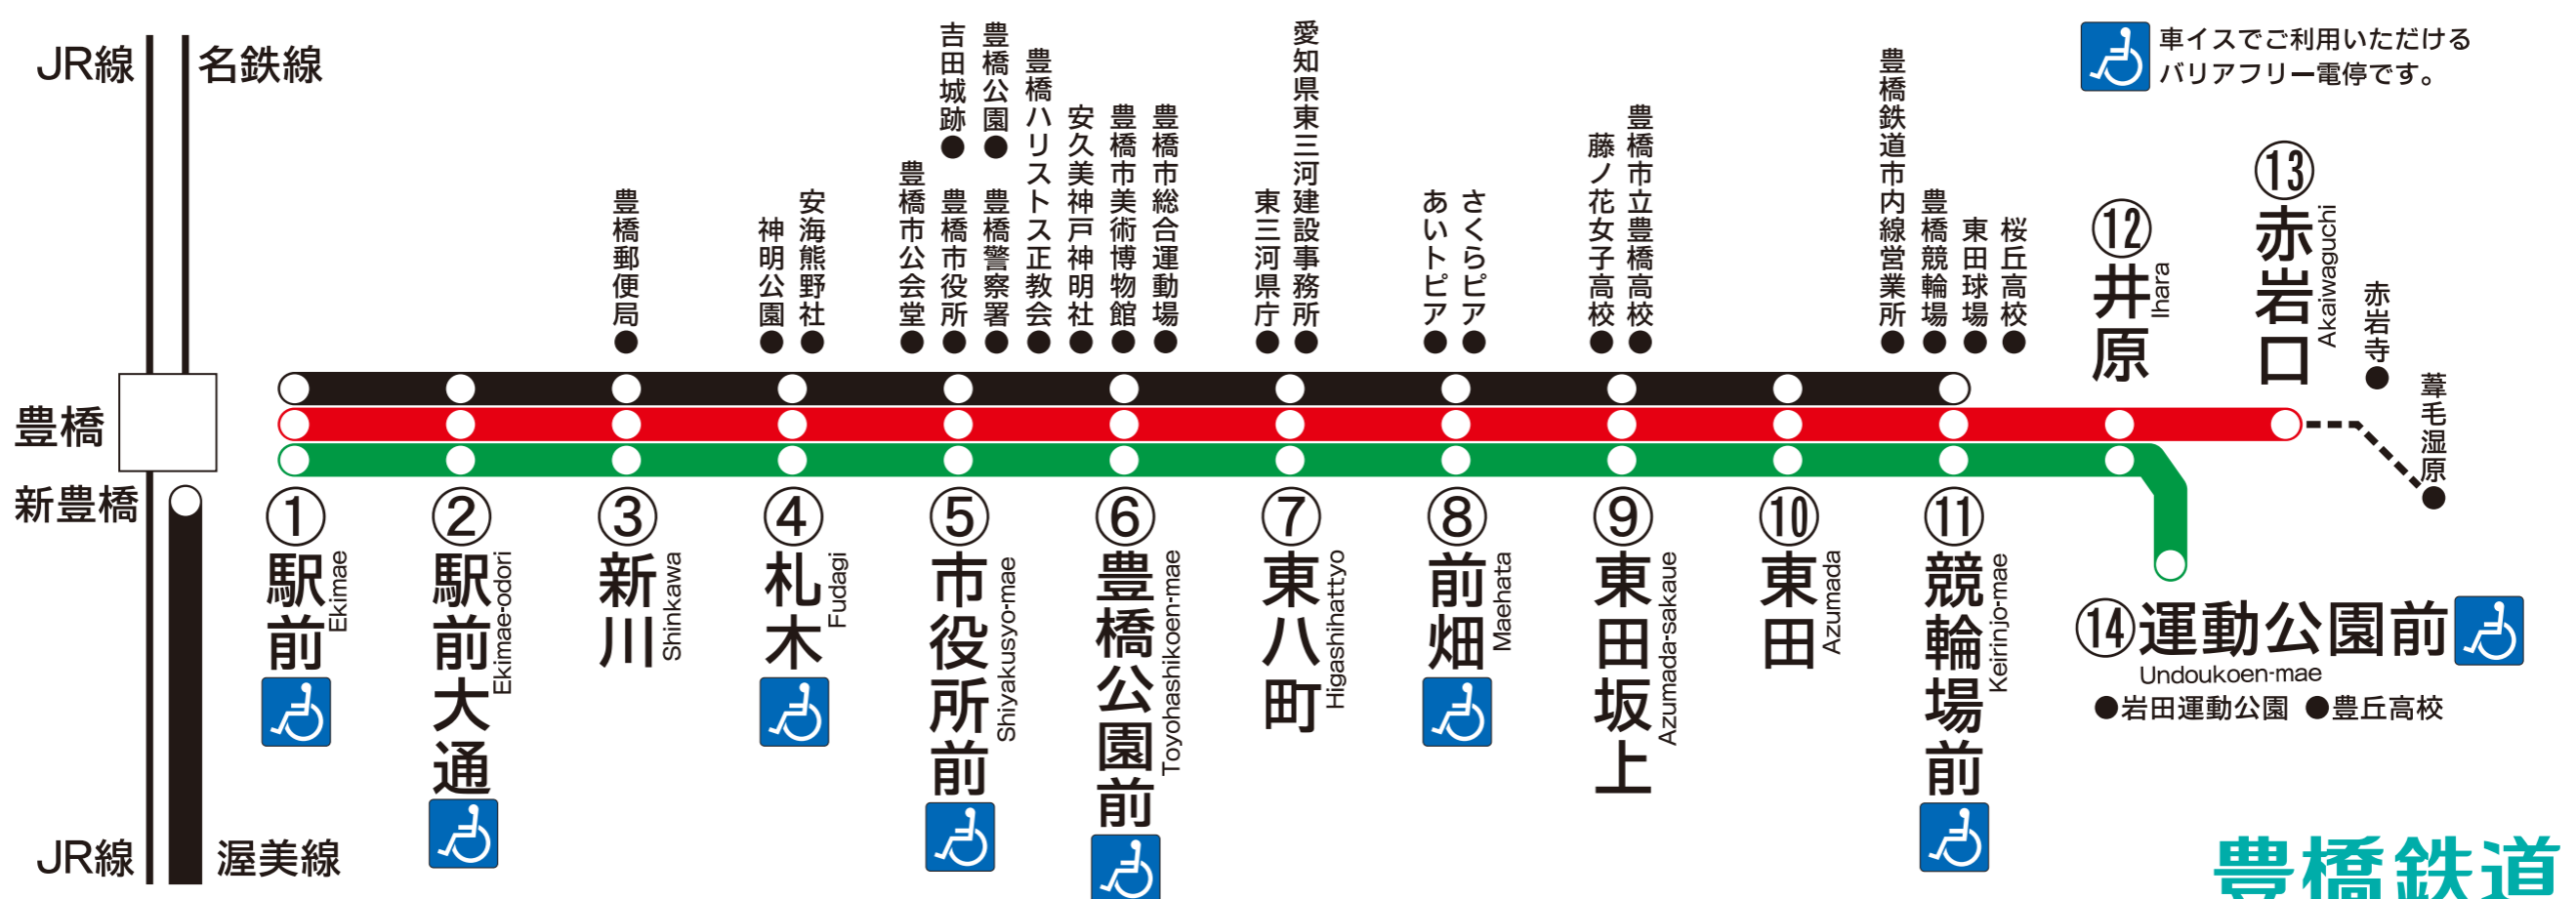 JR線
名鉄線
豊橋
新豊橋
JR線
渥美線
豊橋郵便局
神明公園
安海熊野社
豊橋市公会堂
吉田城跡
豊橋市役所
豊橋公園
豊橋警察署
豊橋ハリストス正教会
安久美神戸神明社
豊橋市美術博物館
豊橋市総合運動場
東三河県庁
愛知県東三河建設事務所
あいトピア
さくらピア
藤ノ花女子高校
豊橋市立豊橋高校
豊橋鉄道市内線営業所
豊橋競輪場
東田球場
桜丘高校
車イスでご利用いただける
バリアフリー電停です。
①駅前
Ekimae
②駅前大通
Ekimae-odori
③新川
Shinkawa
④札木
Fudagi
⑤市役所前
Shiyakusyo-mae
⑥豊橋公園前
Toyohashikoen-mae
⑦東八町
Higashihattyo
⑧前畑
Maehata
⑨東田坂上
Azumada-sakaue
⑩東田
Azumada
⑪競輪場前
Keirinjo-mae
⑫井原
Ihara
⑬赤岩口
Akaiwaguchi
赤岩寺
葦毛湿原
⑭運動公園前
Undoukoen-mae
●岩田運動公園 ●豊丘高校
豊橋鉄道